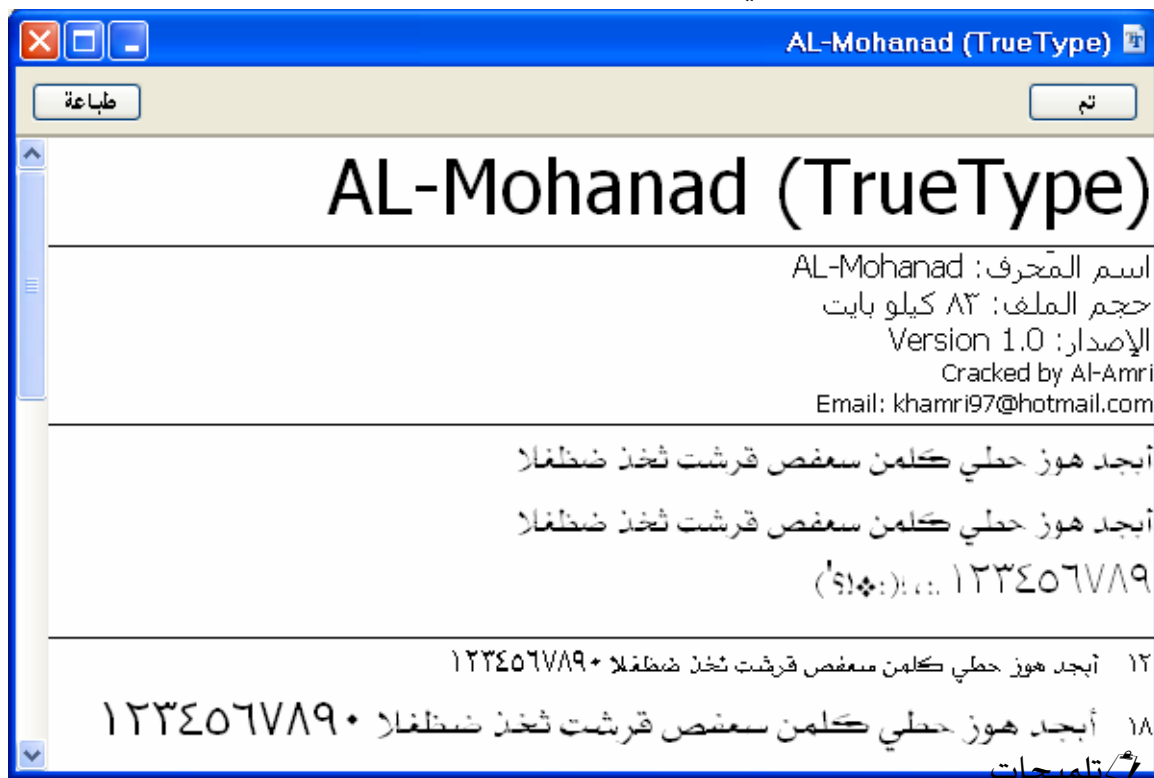 AL-Mohanad (TrueType)
تم
طباعة
AL-Mohanad (TrueType)
اسم المَحرف: AL-Mohanad
حجم الملف: ٨٢ كيلو بايت
الإصدار: Version 1.0
Cracked by Al-Amri
Email: khamri97@hotmail.com
أبجد هوز حطي كلمن سعفص قرشت ثخذ ضظغلا
أبجد هوز حطي كلمن سعفص قرشت ثخذ ضظغلا
١٢ أبجد هوز حطي كلمن سعفص قرشت ثخذ ضظغلا ١٢٣٤٥٦٧٨٩٠
١٨ أبجد هوز حطي كلمن سعفص قرشت ثخذ ضظغلا ١٢٣٤٥٦٧٨٩٠